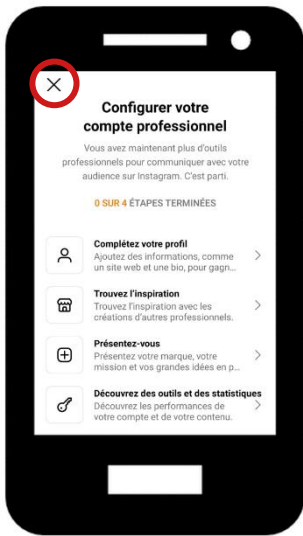 Configurer votre
compte professionnel
Vous avez maintenant plus d'outils
professionnels pour communiquer avec votre
audience sur Instagram. C'est parti.
0 SUR 4 ÉTAPES TERMINÉES
Complétez votre profil
Ajoutez des informations, comme
un site web et une bio, pour gagn...
Trouvez l'inspiration
Trouvez l'inspiration avec les
créations d'autres professionnels.
Présentez-vous
Présentez votre marque, votre
mission et vos grandes idées en p...
Découvrez des outils et des statistiques
Découvrez les performances de
votre compte et de votre contenu.